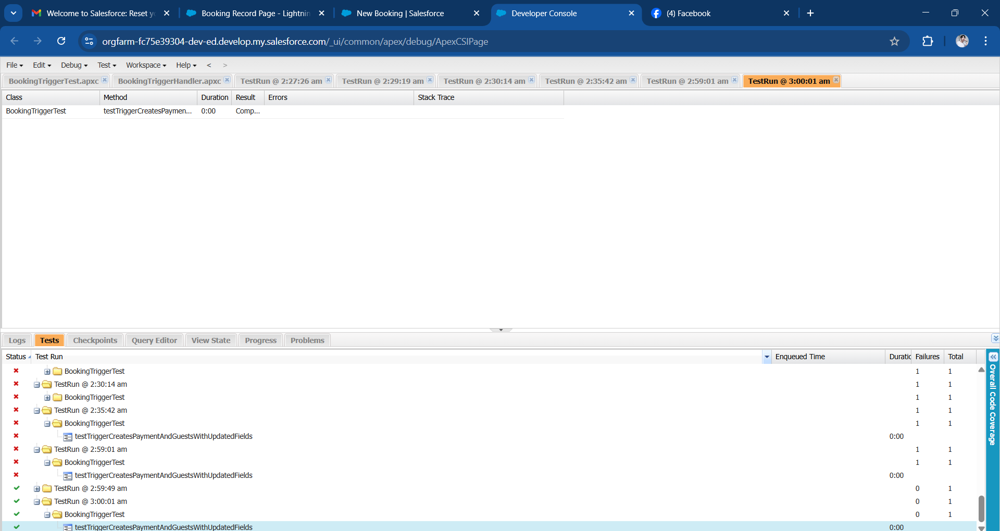 Welcome to Salesforce: Reset yo
Booking Record Page - Lightnin
New Booking | Salesforce
Developer Console
(4) Facebook
orgfarm-fc75e39304-dev-ed.develop.my.salesforce.com/_ui/common/apex/debug/ApexCSIPage
File Edit Debug Test Workspace Help < >
BookingTriggerTest.apxc BookingTriggerHandler.apxc TestRun @ 2:27:26 am TestRun @ 2:29:19 am TestRun @ 2:30:14 am TestRun @ 2:35:42 am TestRun @ 2:59:01 am TestRun @ 3:00:01 am
Class Method Duration Result Errors Stack Trace
BookingTriggerTest testTriggerCreatesPaymen... 0:00 Comp...
Logs Tests Checkpoints Query Editor View State Progress Problems
Status Test Run Enqueued Time Duratic Failures Total
BookingTriggerTest 1 1
TestRun @ 2:30:14 am 1 1
BookingTriggerTest 1 1
TestRun @ 2:35:42 am 1 1
BookingTriggerTest 1 1
testTriggerCreatesPaymentAndGuestsWithUpdatedFields 0:00
TestRun @ 2:59:01 am 1 1
BookingTriggerTest 1 1
testTriggerCreatesPaymentAndGuestsWithUpdatedFields 0:00
TestRun @ 2:59:49 am 0 1
TestRun @ 3:00:01 am 0 1
BookingTriggerTest 0 1
testTriggerCreatesPaymentAndGuestsWithUpdatedFields 0:00
Overall Code Coverage